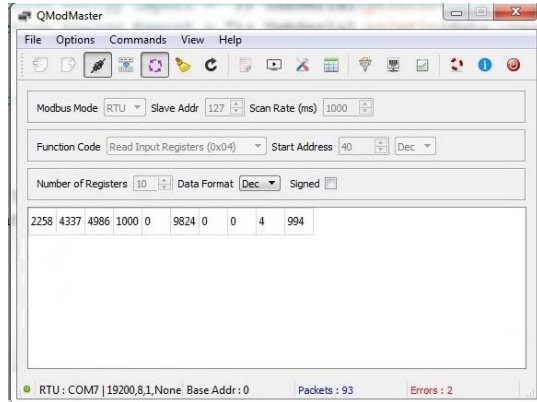 QModMaster
File Options Commands View Help
Modbus Mode RTU Slave Addr 127 Scan Rate (ms) 1000
Function Code Read Input Registers (0x04) Start Address 40 Dec
Number of Registers 10 Data Format Dec Signed
2258 4337 4986 1000 0 9824 0 0 4 994
RTU : COM7 | 19200,8,1,None Base Addr : 0 Packets : 93 Errors : 2